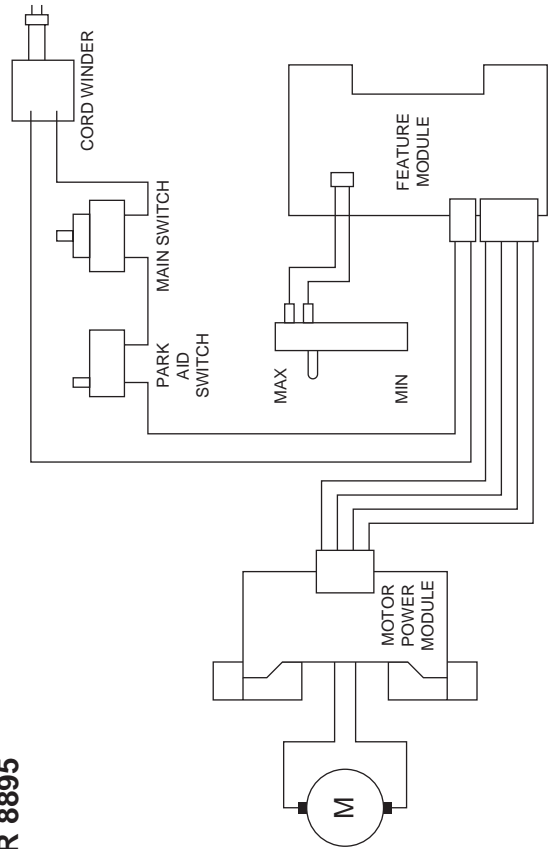 R 8895
CORD WINDER
MAIN SWITCH
PARK
AID
SWITCH
MAX
MIN
FEATURE
MODULE
MOTOR
POWER
MODULE
M